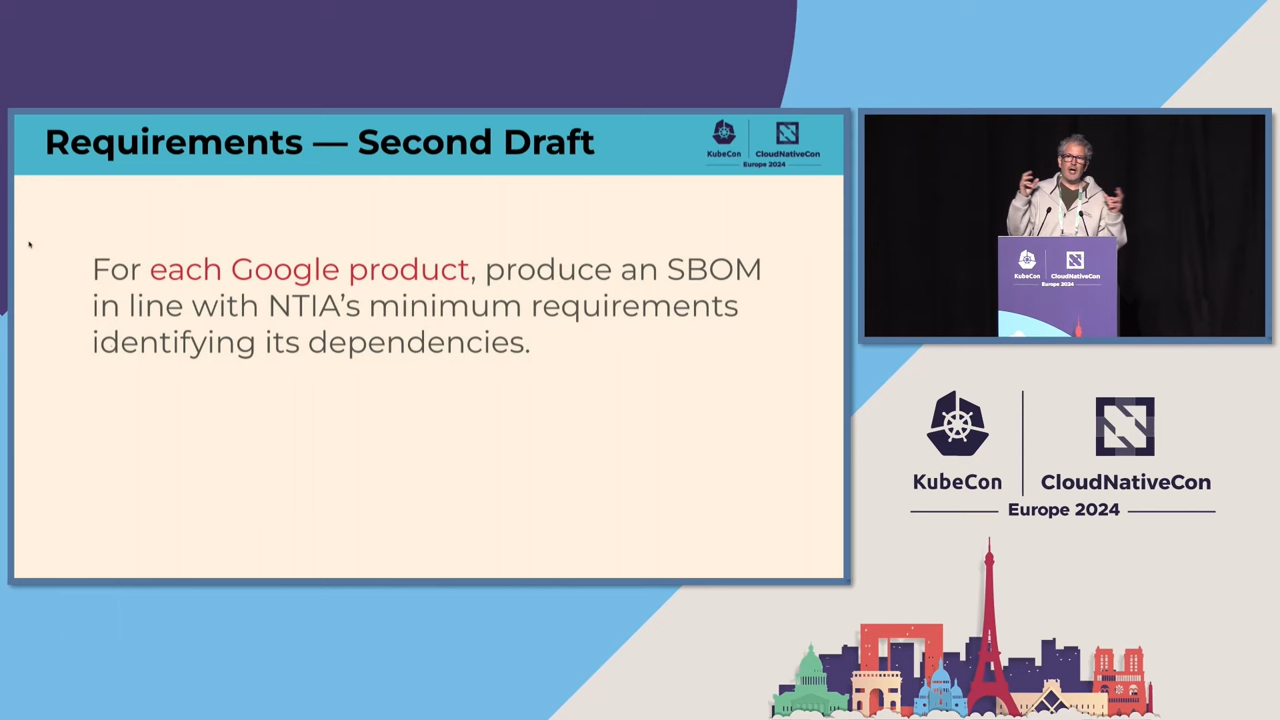 Requirements — Second Draft
KubeCon
CloudNativeCon
Europe 2024
For each Google product, produce an SBOM
in line with NTIA’s minimum requirements
identifying its dependencies.
KubeCon
CloudNativeCon
Europe 2024
KubeCon
CloudNativeCon
Europe 2024